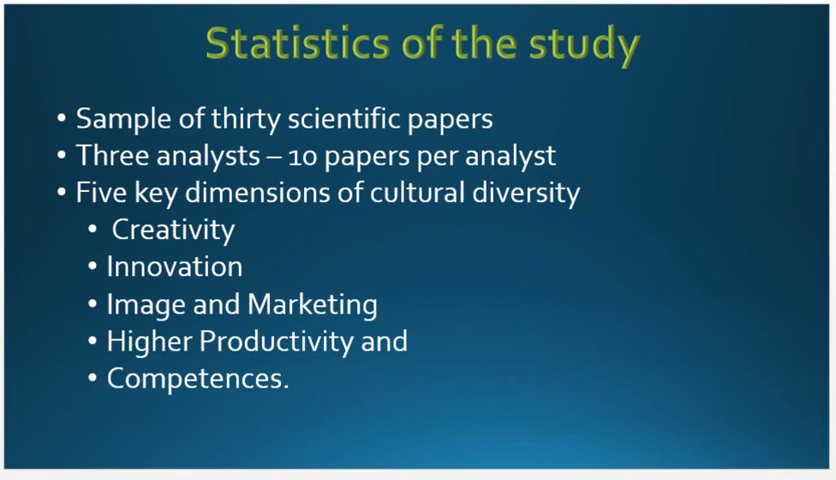 Statistics of the study
• Sample of thirty scientific papers
• Three analysts – 10 papers per analyst
• Five key dimensions of cultural diversity
• Creativity
• Innovation
• Image and Marketing
• Higher Productivity and
• Competences.